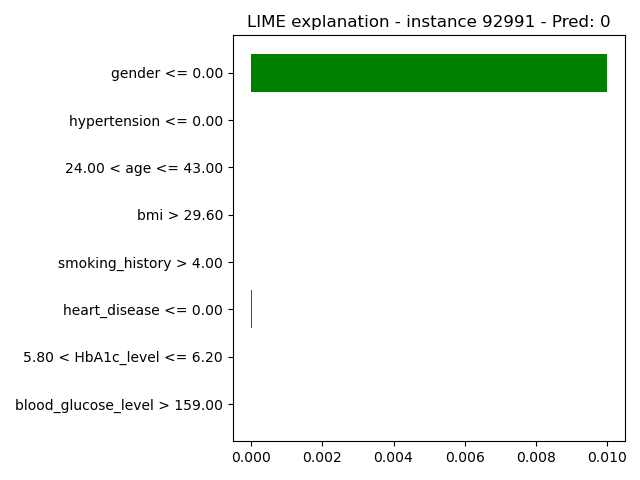 LIME explanation - instance 92991 - Pred: 0
gender <= 0.00
hypertension <= 0.00
24.00 < age <= 43.00
bmi > 29.60
smoking_history > 4.00
heart_disease <= 0.00
5.80 < HbA1c_level <= 6.20
blood_glucose_level > 159.00
0.000 0.002 0.004 0.006 0.008 0.010